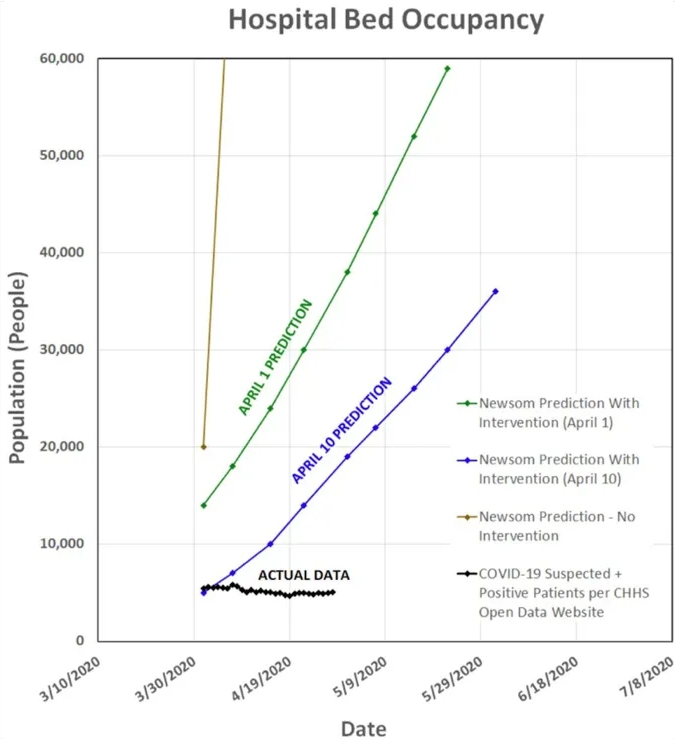 Hospital Bed Occupancy
60,000
50,000
40,000
30,000
20,000
10,000
0
Population (People)
APRIL 1 PREDICTION
APRIL 10 PREDICTION
ACTUAL DATA
Newsom Prediction With
Intervention (April 1)
Newsom Prediction With
Intervention (April 10)
Newsom Prediction - No
Intervention
COVID-19 Suspected +
Positive Patients per CHHS
Open Data Website
3/10/2020
3/30/2020
4/19/2020
5/9/2020
5/29/2020
6/18/2020
7/8/2020
Date